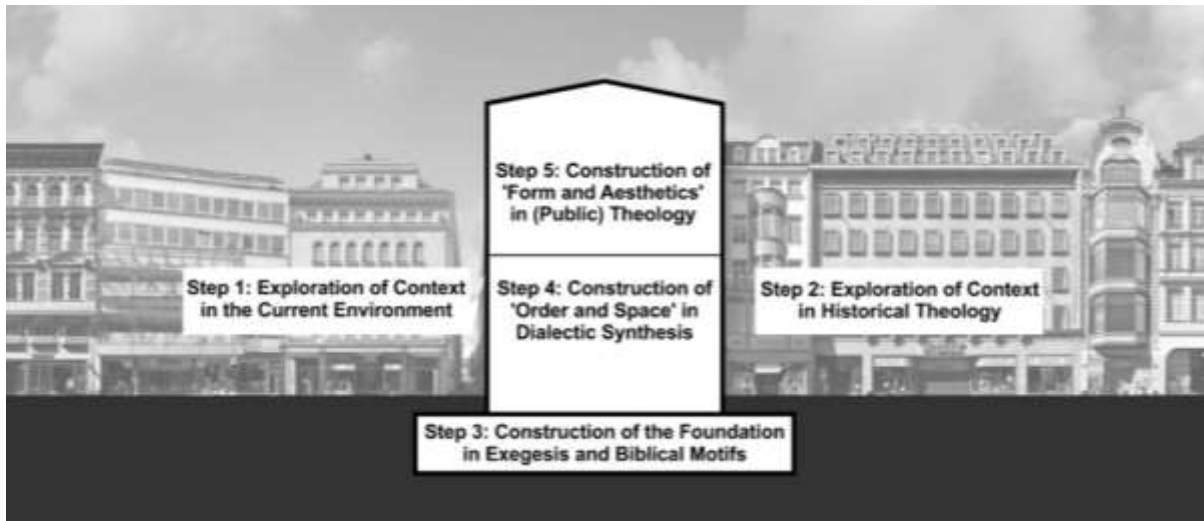 Step 5: Construction of
'Form and Aesthetics'
in (Public) Theology
Step 1: Exploration of Context
in the Current Environment
Step 4: Construction of
'Order and Space' in
Dialectic Synthesis
Step 2: Exploration of Context
in Historical Theology
Step 3: Construction of the Foundation
in Exegesis and Biblical Motifs